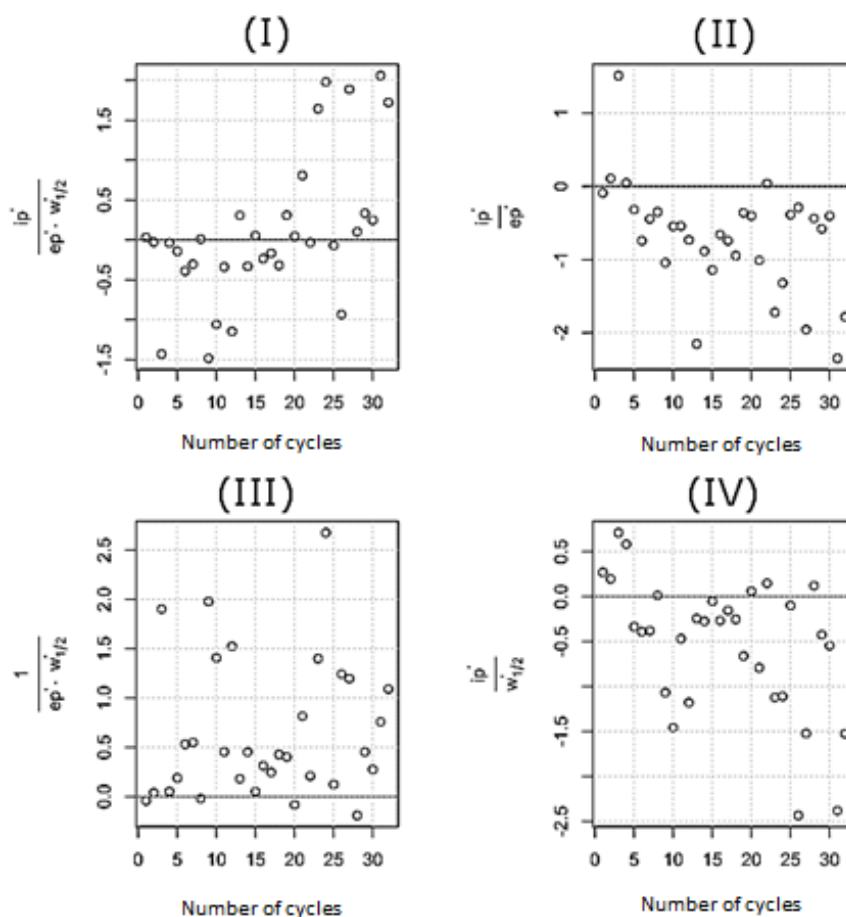 (I)
ip*
ep* · w*1/2
1.5
0.5
-0.5
-1.5
0 5 10 15 20 25 30
Number of cycles
(II)
ip*
ep*
1
0
-1
-2
0 5 10 15 20 25 30
Number of cycles
(III)
1
ep* · w*1/2
2.5
2.0
1.5
1.0
0.5
0.0
0 5 10 15 20 25 30
Number of cycles
(IV)
ip*
w*1/2
0.5
0.0
-0.5
-1.5
-2.5
0 5 10 15 20 25 30
Number of cycles